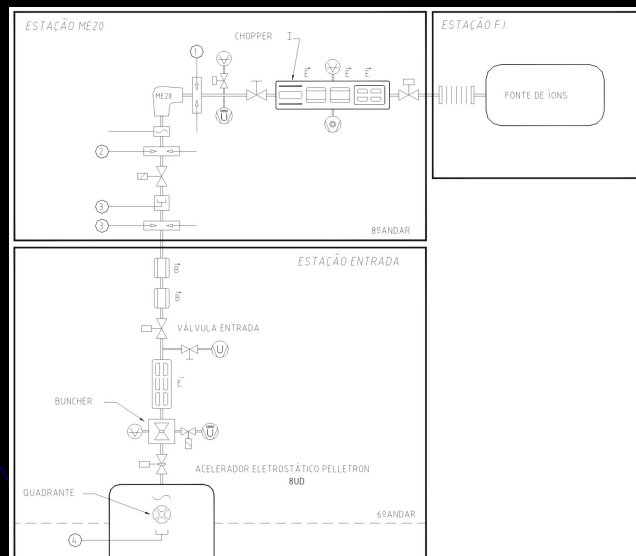 ESTAÇÃO ME20
CHOPPER I
E E E
1
ME20
2
3
3
8ºANDAR
ESTAÇÃO FI
FONTE DE ÍONS
ESTAÇÃO ENTRADA
B
B
VÁLVULA ENTRADA
E
BUNCHER
ACELERADOR ELETROSTÁTICO PELLETRON
8UD
QUADRANTE
6ºANDAR
4